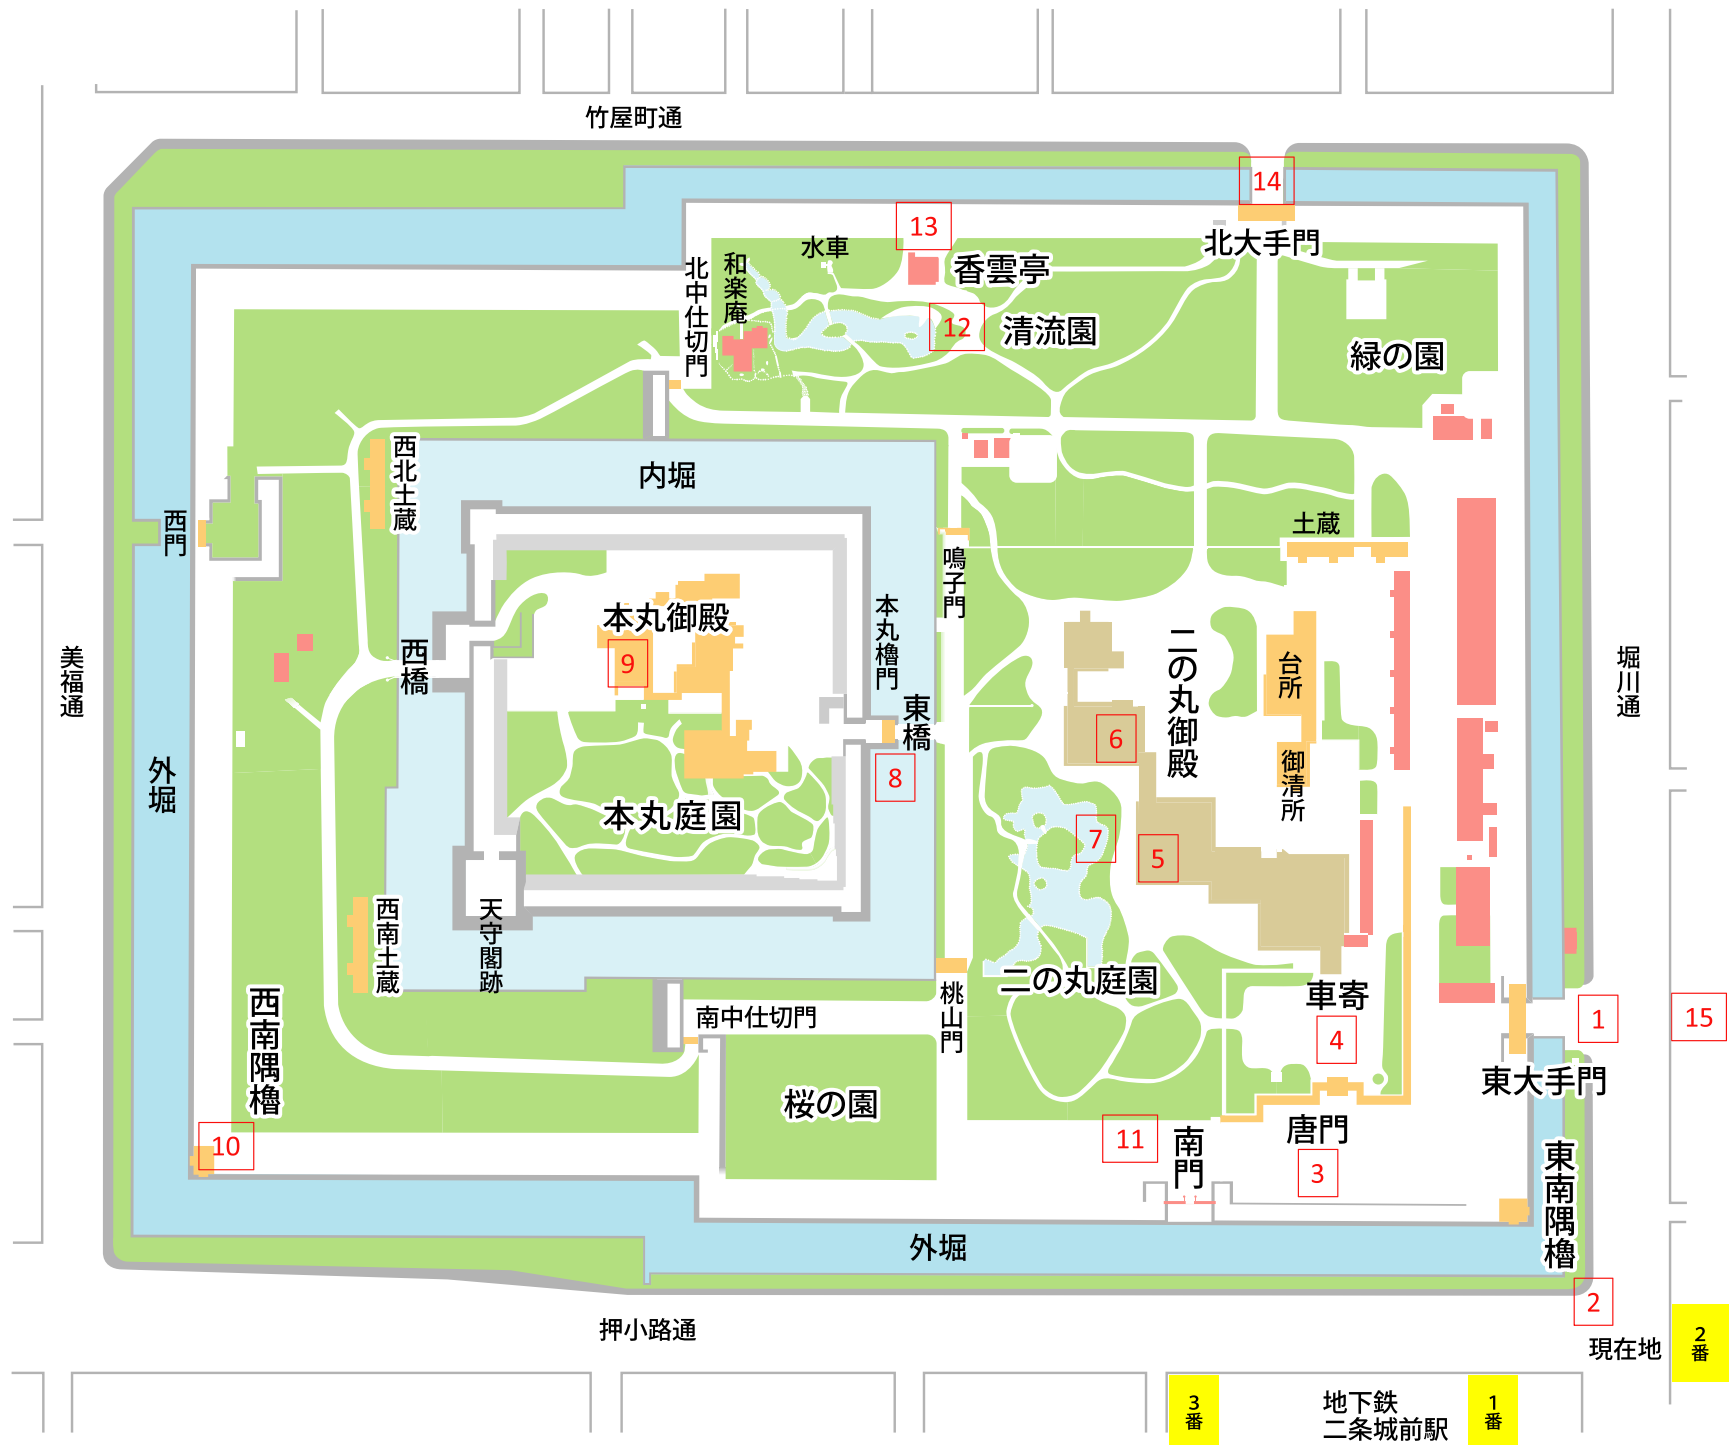 竹屋町通
14
13
水車
北大手門
和楽庵
北中仕切門
香雲亭
12
清流園
緑の園
西北土蔵
内堀
西門
土蔵
鳴子門
本丸御殿
本丸櫓門
9
西橋
二の丸御殿
台所
美福通
堀川通
東橋
6
外堀
8
御清所
本丸庭園
7
5
西南土蔵
天守閣跡
二の丸庭園
桃山門
車寄
西南隅櫓
南中仕切門
1
15
4
東大手門
桜の園
10
11
南門
唐門
3
東南隅櫓
外堀
2
押小路通
現在地
2番
3番
地下鉄
二条城前駅
1番